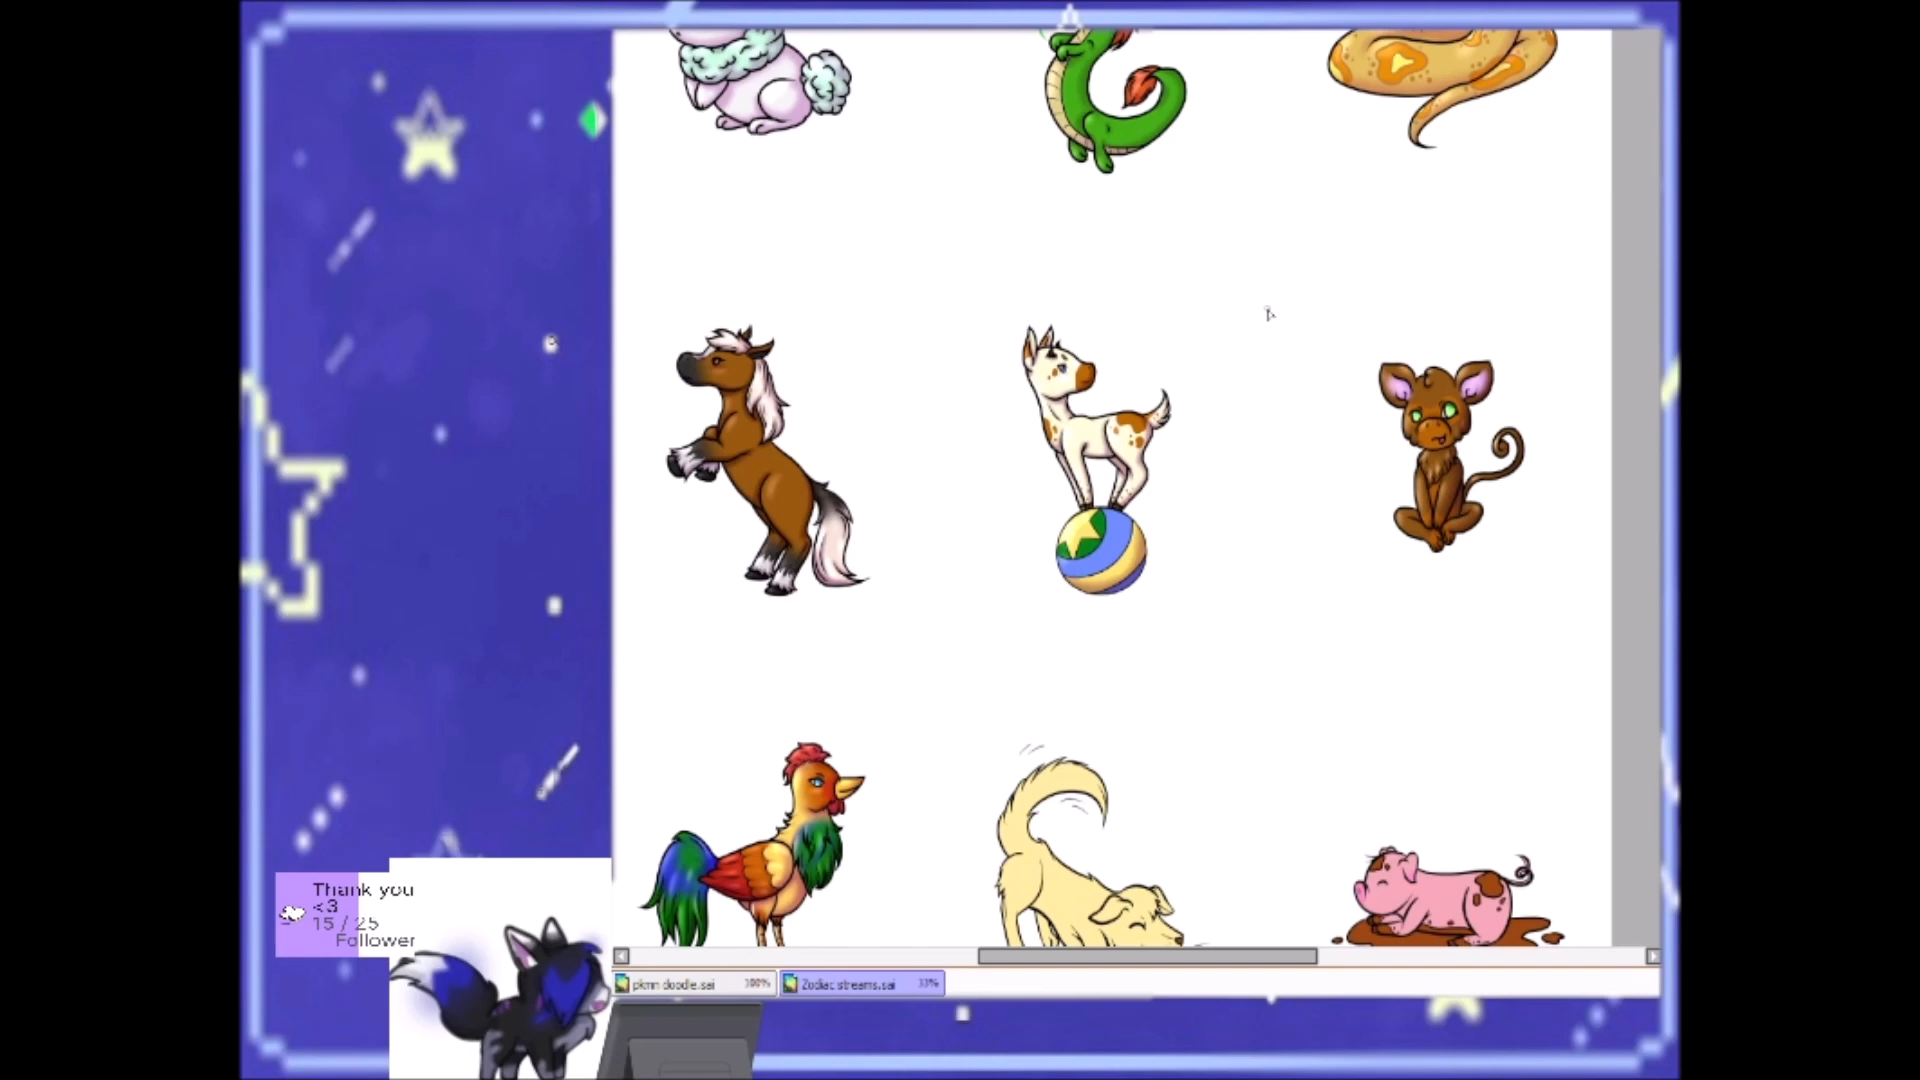 Thank you
<3
15 / 25
Follower
pkmn doodle.sai 100%
Zodiac streams.sai 33%